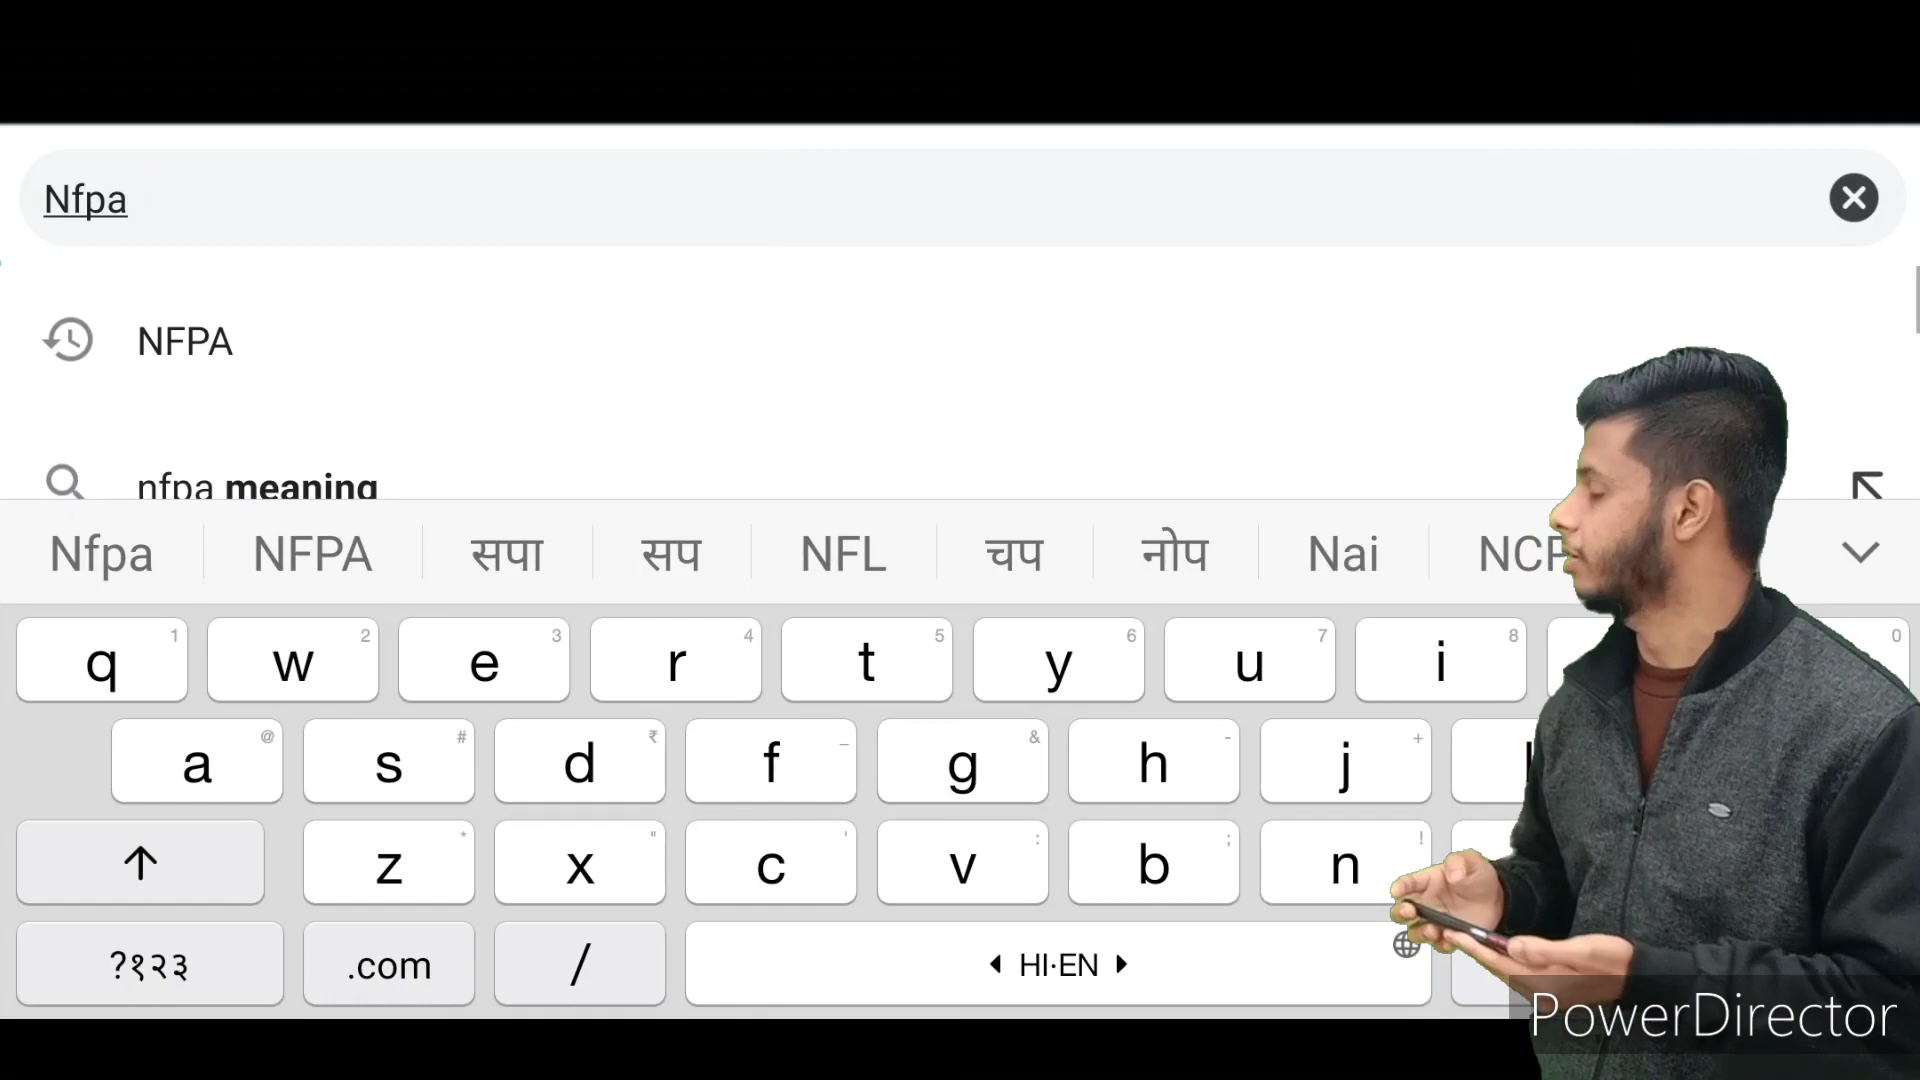 Nfpa
NFPA
nfpa meaning
Nfpa NFPA सपा सप NFL चप नोप Nai
q 1 w 2 e 3 r 4 t 5 y 6 u 7 i 8 0
a @ s # d ₹ f _ g & h - j +
z * x " c ' v : b ; n !
?१२३ .com / HI·EN
PowerDirector